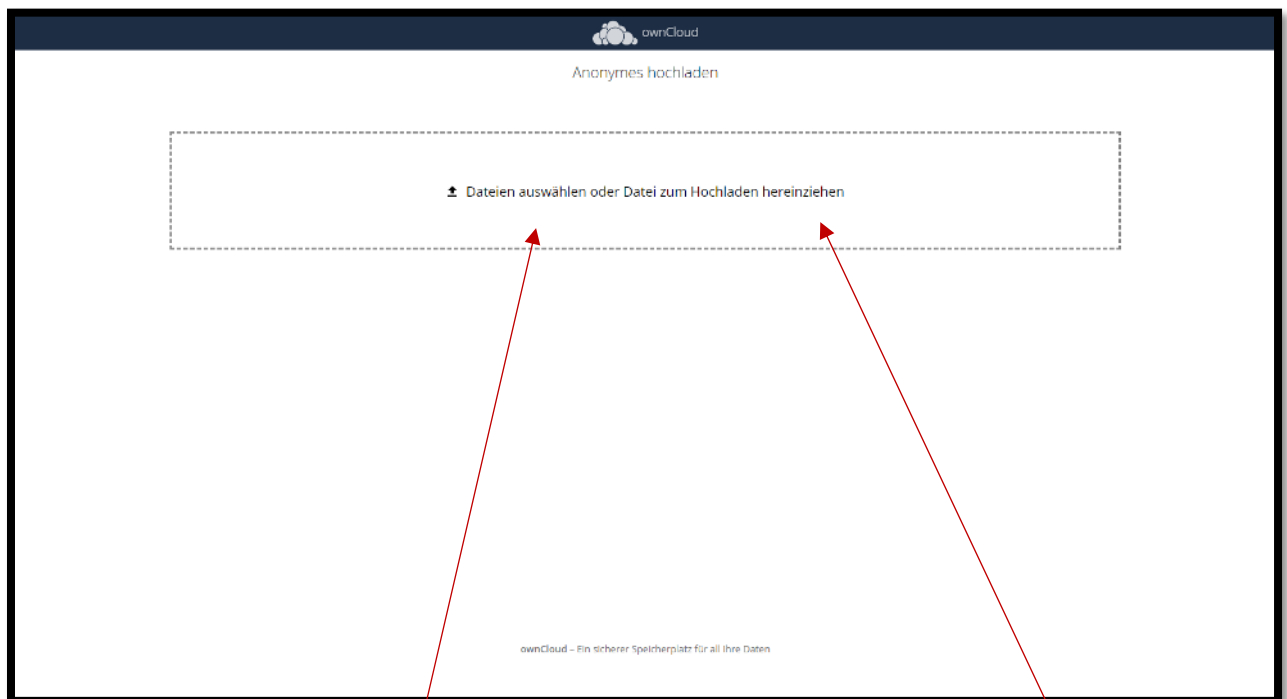 ownCloud
Anonymes hochladen
Dateien auswählen oder Datei zum Hochladen hereinziehen
ownCloud – Ein sicherer Speicherplatz für all Ihre Daten